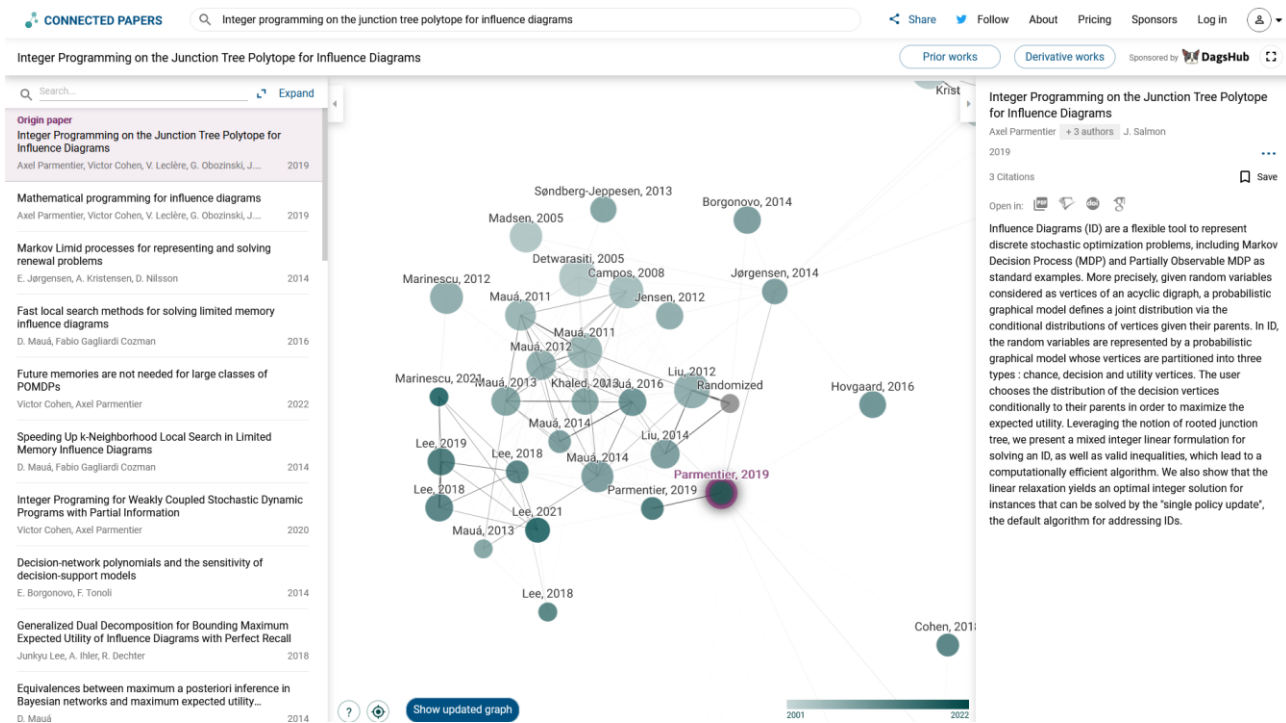 CONNECTED PAPERS
Integer programming on the junction tree polytope for influence diagrams
Share
Follow
About
Pricing
Sponsors
Log in
Integer Programming on the Junction Tree Polytope for Influence Diagrams
Prior works
Derivative works
Sponsored by DagsHub
Search...
Expand
Origin paper
Integer Programming on the Junction Tree Polytope for
Influence Diagrams
Axel Parmentier, Victor Cohen, V. Leclère, G. Obozinski, J.... 2019
Mathematical programming for influence diagrams
Axel Parmentier, Victor Cohen, V. Leclère, G. Obozinski, J.... 2019
Markov Limid processes for representing and solving
renewal problems
E. Jørgensen, A. Kristensen, D. Nilsson 2014
Fast local search methods for solving limited memory
influence diagrams
D. Mauá, Fabio Gagliardi Cozman 2016
Future memories are not needed for large classes of
POMDPs
Victor Cohen, Axel Parmentier 2022
Speeding Up k-Neighborhood Local Search in Limited
Memory Influence Diagrams
D. Mauá, Fabio Gagliardi Cozman 2014
Integer Programing for Weakly Coupled Stochastic Dynamic
Programs with Partial Information
Victor Cohen, Axel Parmentier 2020
Decision-network polynomials and the sensitivity of
decision-support models
E. Borgonovo, F. Tonoli 2014
Generalized Dual Decomposition for Bounding Maximum
Expected Utility of Influence Diagrams with Perfect Recall
Junkyu Lee, A. Ihler, R. Dechter 2018
Equivalences between maximum a posteriori inference in
Bayesian networks and maximum expected utility...
D. Mauá 2014
Krist
Søndberg-Jeppesen, 2013
Borgonovo, 2014
Madsen, 2005
Detwarasiti, 2005
Campos, 2008
Jørgensen, 2014
Marinescu, 2012
Mauá, 2011
Jensen, 2012
Mauá, 2011
Mauá, 2012
Liu, 2012
Marinescu, 2021
Mauá, 2013
Khaled, 2013
Mauá, 2016
Randomized
Hovgaard, 2016
Mauá, 2014
Liu, 2014
Lee, 2019
Lee, 2018
Mauá, 2014
Parmentier, 2019
Lee, 2018
Parmentier, 2019
Lee, 2021
Mauá, 2013
Lee, 2018
Cohen, 2018
?
Show updated graph
2001
2022
Integer Programming on the Junction Tree Polytope
for Influence Diagrams
Axel Parmentier + 3 authors J. Salmon
2019
3 Citations
Save
Open in: PDF doi
Influence Diagrams (ID) are a flexible tool to represent
discrete stochastic optimization problems, including Markov
Decision Process (MDP) and Partially Observable MDP as
standard examples. More precisely, given random variables
considered as vertices of an acyclic digraph, a probabilistic
graphical model defines a joint distribution via the
conditional distributions of vertices given their parents. In ID,
the random variables are represented by a probabilistic
graphical model whose vertices are partitioned into three
types : chance, decision and utility vertices. The user
chooses the distribution of the decision vertices
conditionally to their parents in order to maximize the
expected utility. Leveraging the notion of rooted junction
tree, we present a mixed integer linear formulation for
solving an ID, as well as valid inequalities, which lead to a
computationally efficient algorithm. We also show that the
linear relaxation yields an optimal integer solution for
instances that can be solved by the "single policy update",
the default algorithm for addressing IDs.